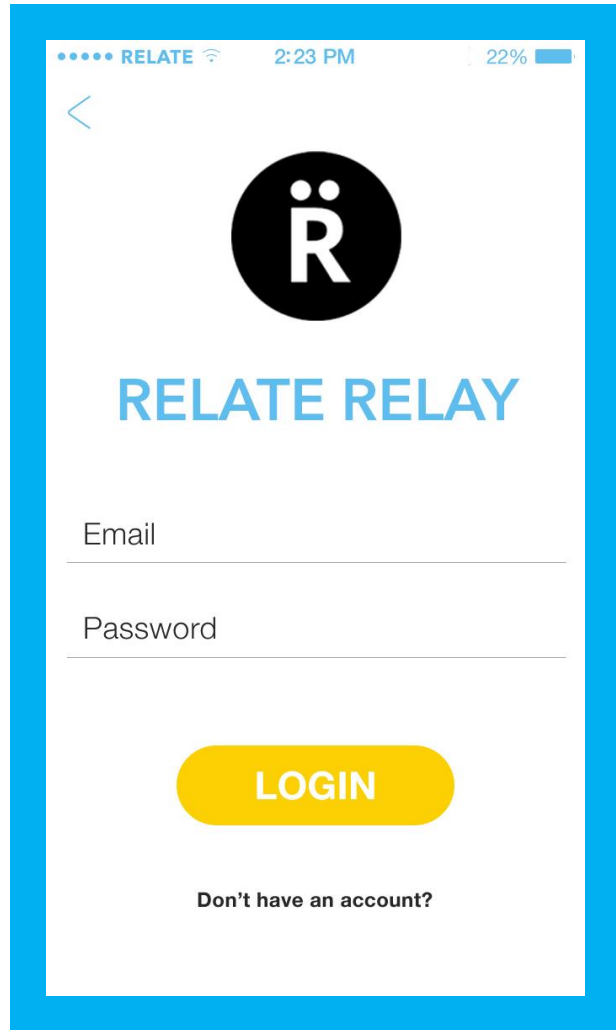 RELATE 2:23 PM 22%
R̈
RELATE RELAY
Email
Password
LOGIN
Don't have an account?